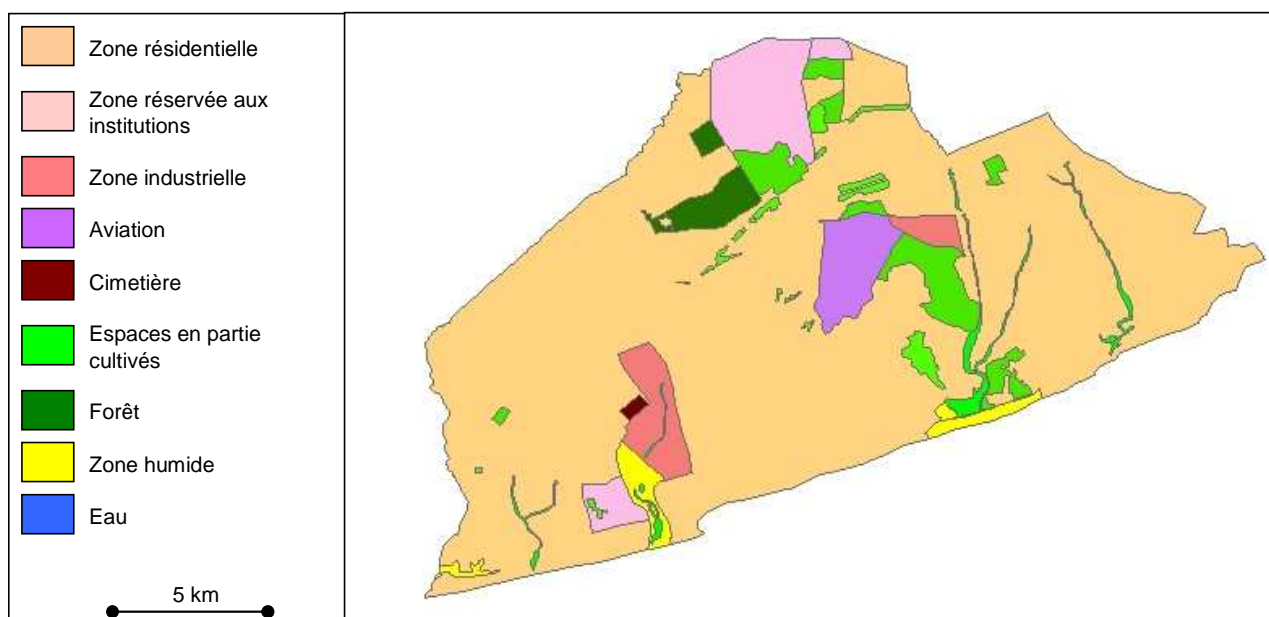 Zone résidentielle
Zone réservée aux
institutions
Zone industrielle
Aviation
Cimetière
Espaces en partie
cultivés
Forêt
Zone humide
Eau
5 km